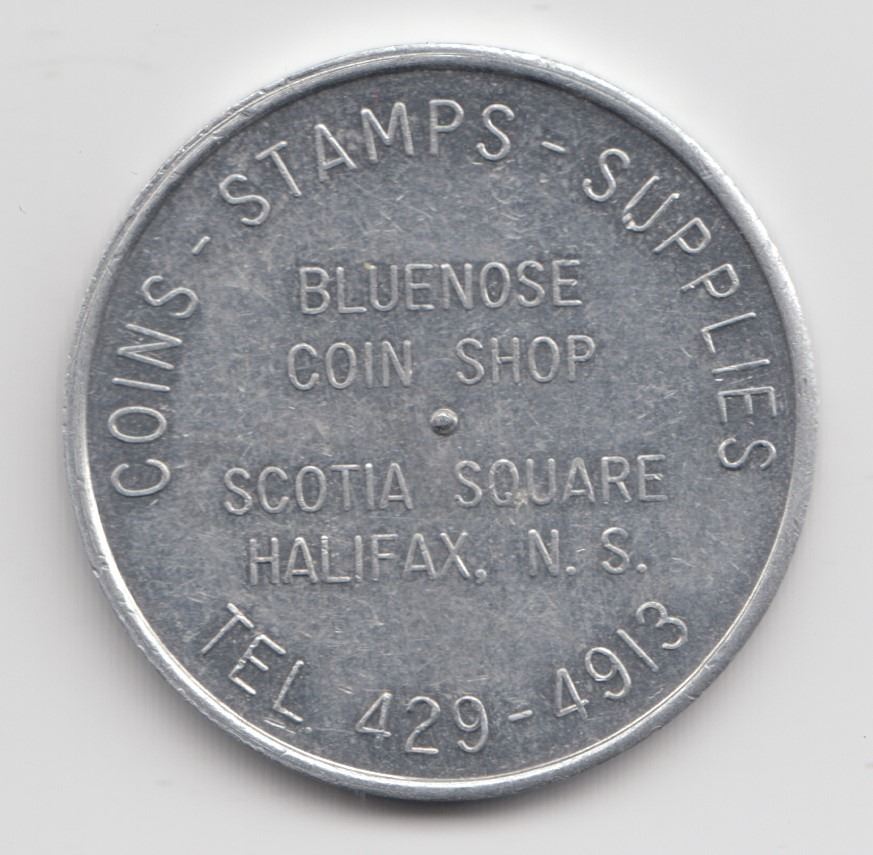 COINS - STAMPS - SUPPLIES
BLUENOSE
COIN SHOP
SCOTIA SQUARE
HALIFAX, N. S.
TEL. 429-4913